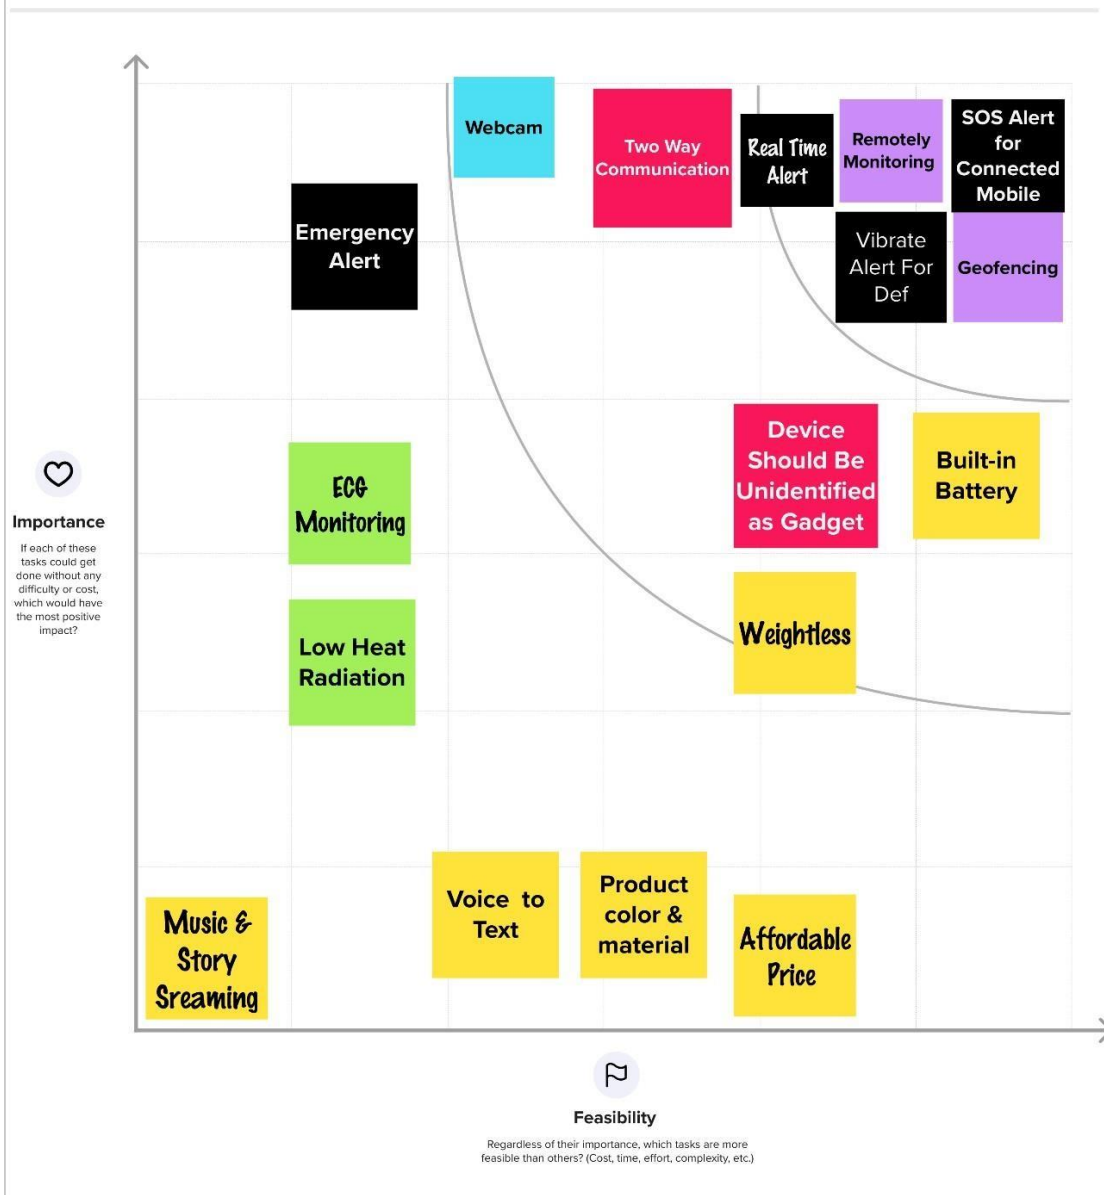 Webcam
Two Way
Communication
Real Time
Alert
Remotely
Monitoring
SOS Alert
for
Connected
Mobile
Emergency
Alert
Vibrate
Alert For
Def
Geofencing
Device
Should Be
Unidentified
as Gadget
Built-in
Battery
ECG
Monitoring
Importance
If each of these
tasks could get
done without any
difficulty or cost,
which would have
the most positive
impact?
Low Heat
Radiation
Weightless
Music &
Story
Sreaming
Voice to
Text
Product
color &
material
Affordable
Price
Feasibility
Regardless of their importance, which tasks are more
feasible than others? (Cost, time, effort, complexity, etc.)